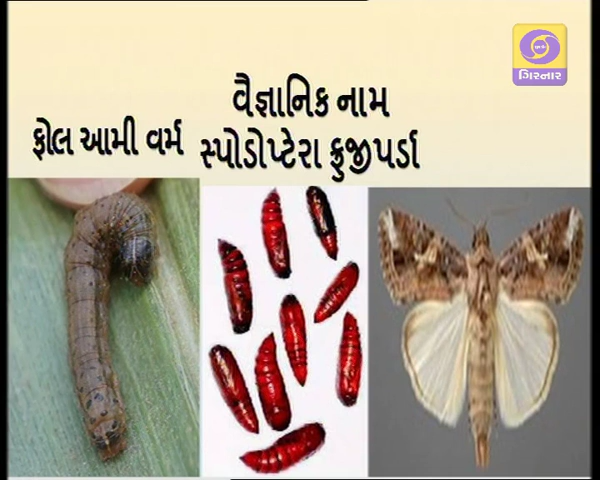 ગિરનાર
વૈજ્ઞાનિક નામ
ફોલ આમી વર્મ
સ્પોડોપ્ટેરા ફ્રુજીપર્ડા